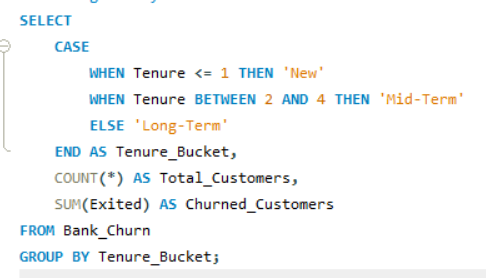 SELECT
CASE
WHEN Tenure <= 1 THEN 'New'
WHEN Tenure BETWEEN 2 AND 4 THEN 'Mid-Term'
ELSE 'Long-Term'
END AS Tenure_Bucket,
COUNT(*) AS Total_Customers,
SUM(Exited) AS Churned_Customers
FROM Bank_Churn
GROUP BY Tenure_Bucket;